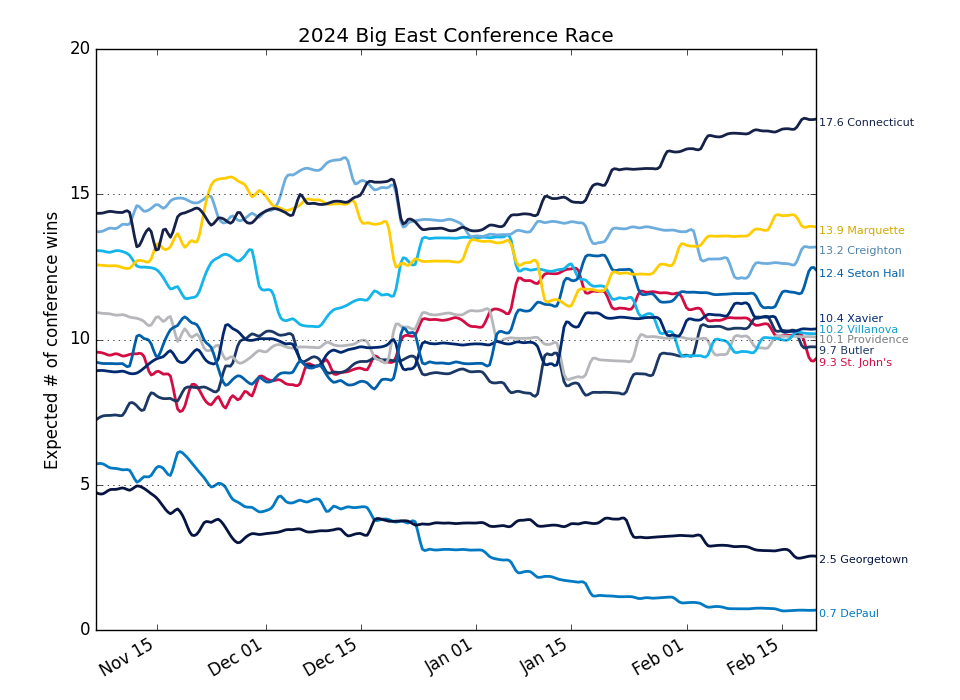 2024 Big East Conference Race
Expected # of conference wins
20
15
10
5
0
Nov 15
Dec 01
Dec 15
Jan 01
Jan 15
Feb 01
Feb 15
17.6 Connecticut
13.9 Marquette
13.2 Creighton
12.4 Seton Hall
10.4 Xavier
10.2 Villanova
10.1 Providence
9.7 Butler
9.3 St. John's
2.5 Georgetown
0.7 DePaul